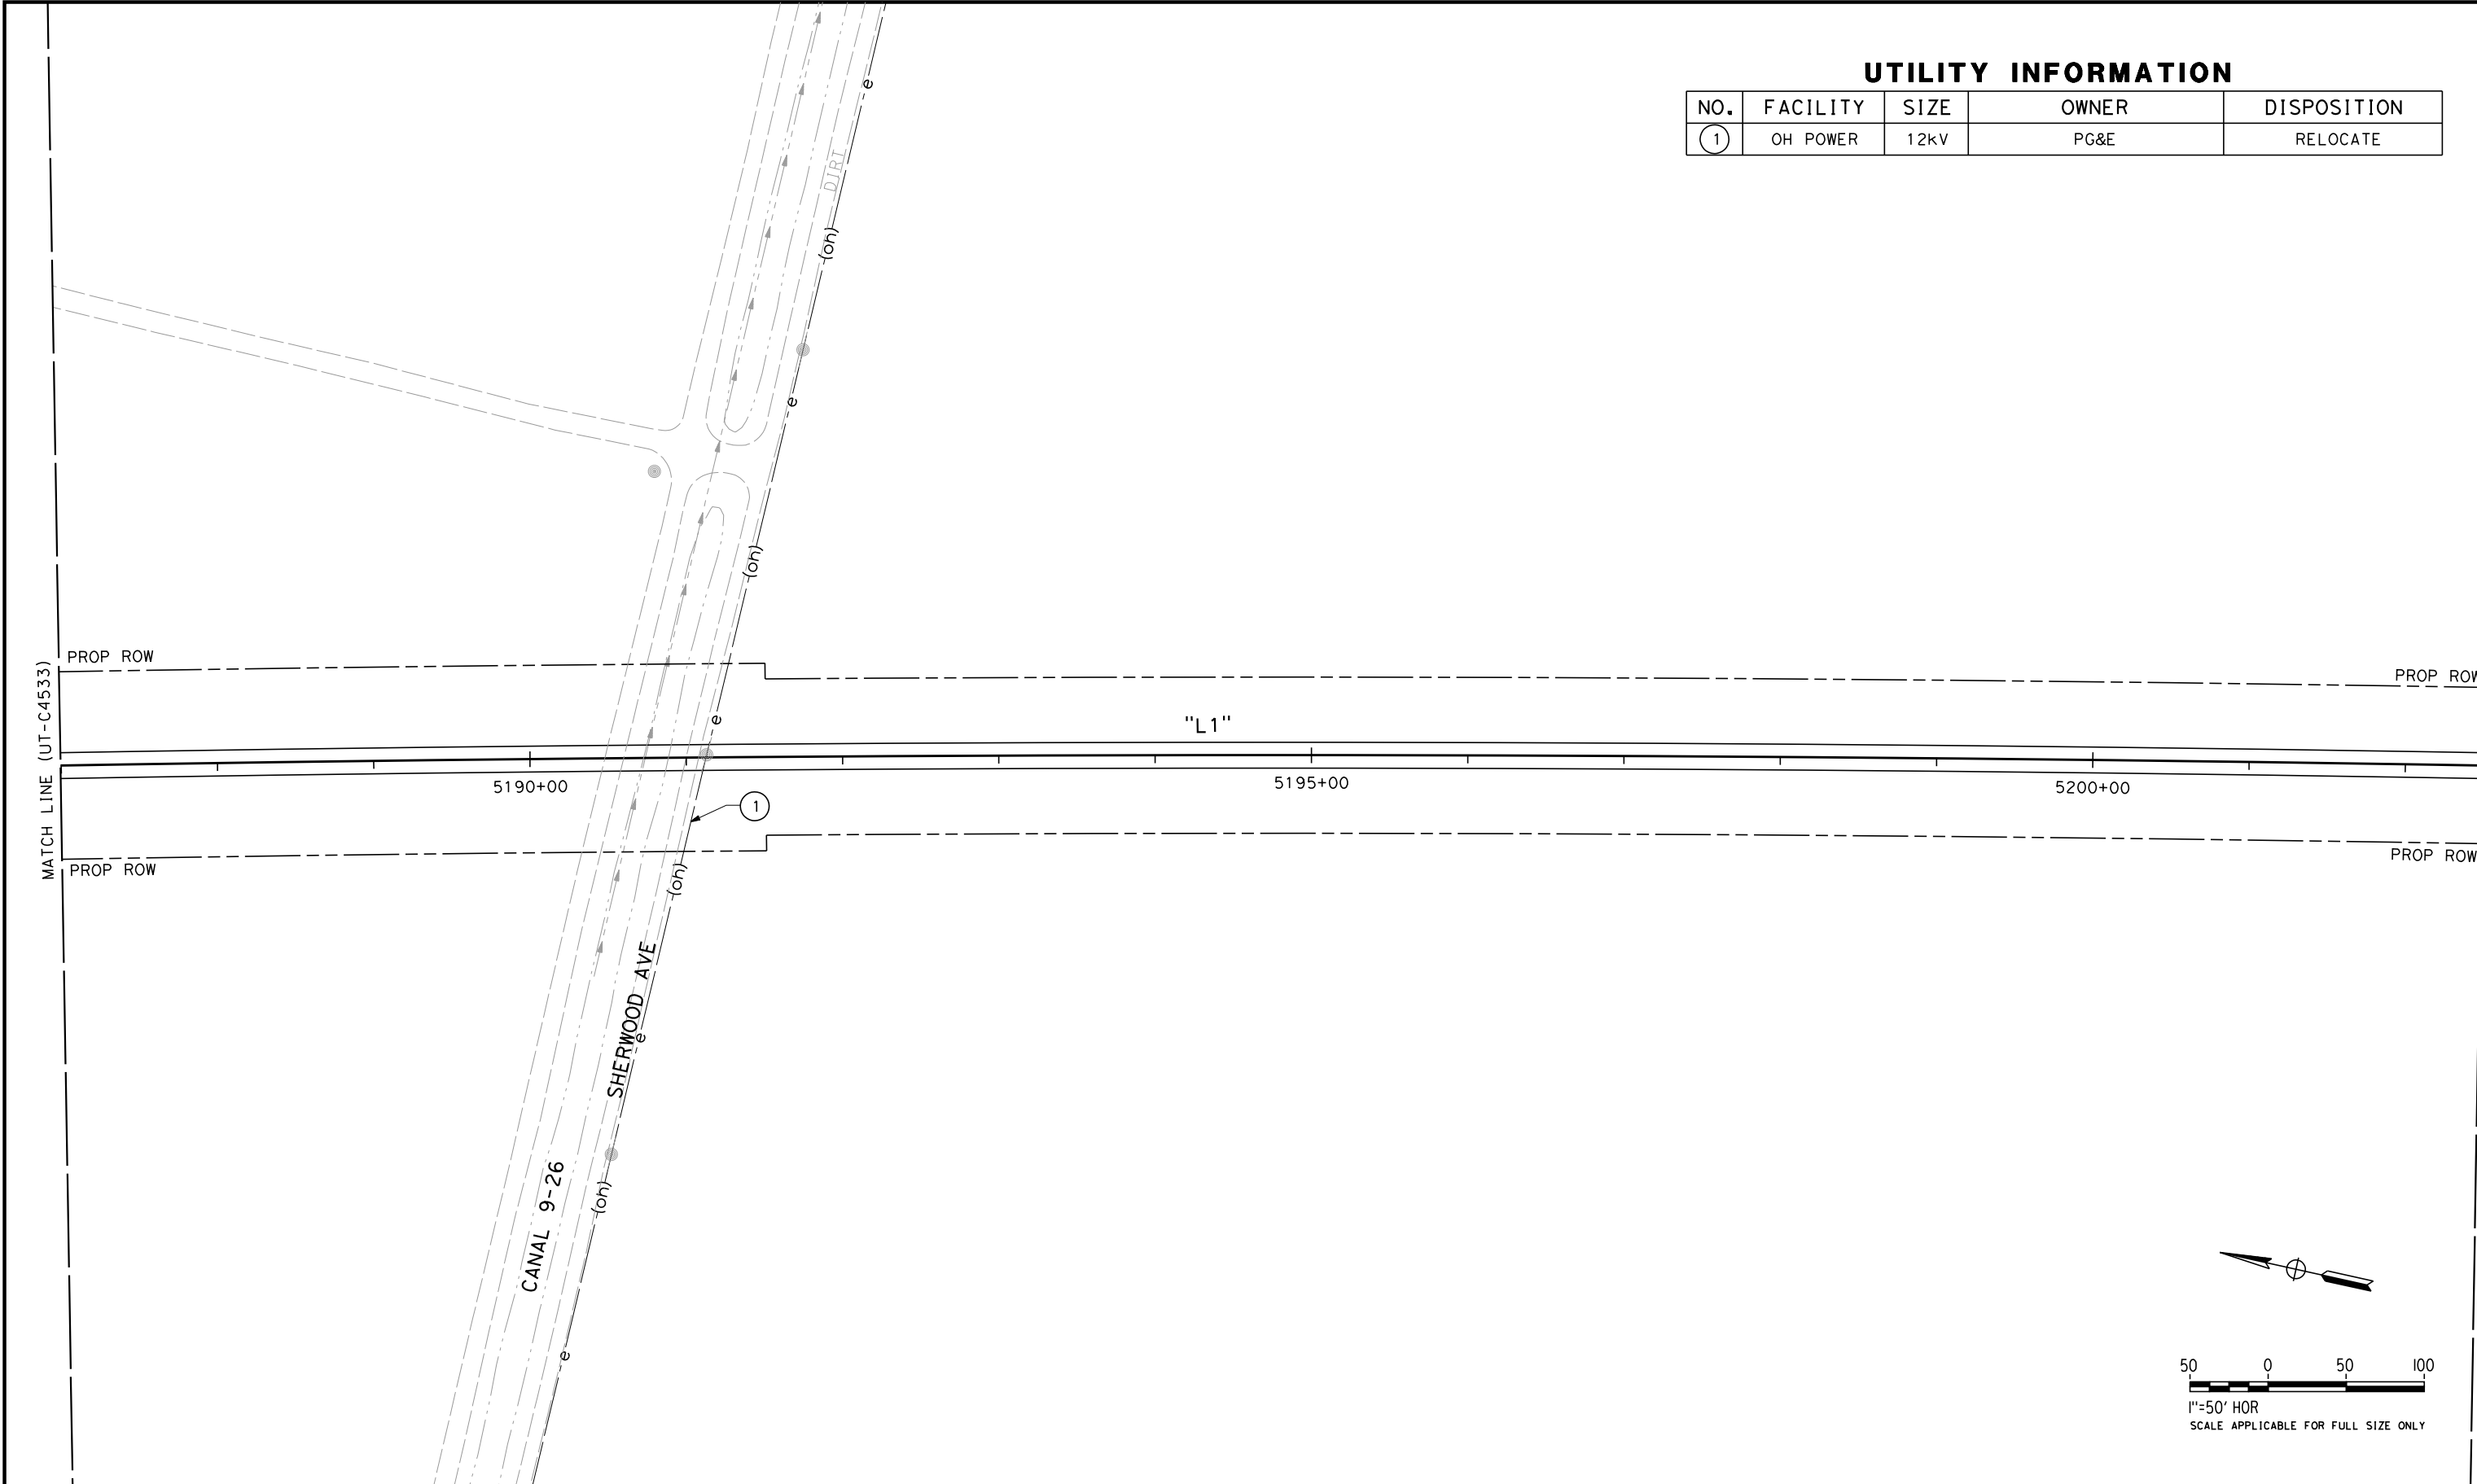 UTILITY INFORMATION
NO. FACILITY SIZE OWNER DISPOSITION
1 OH POWER 12kV PG&E RELOCATE
e
DIRT
(oh)
e
(oh)
PROP ROW
PROP ROW
e
"L1"
MATCH LINE (UT-C4533)
5190+00
5195+00
5200+00
1
PROP ROW
PROP ROW
(oh)
SHERWOOD AVE
e
CANAL 9-26
(oh)
e
50 0 50 100
1"=50' HOR
SCALE APPLICABLE FOR FULL SIZE ONLY